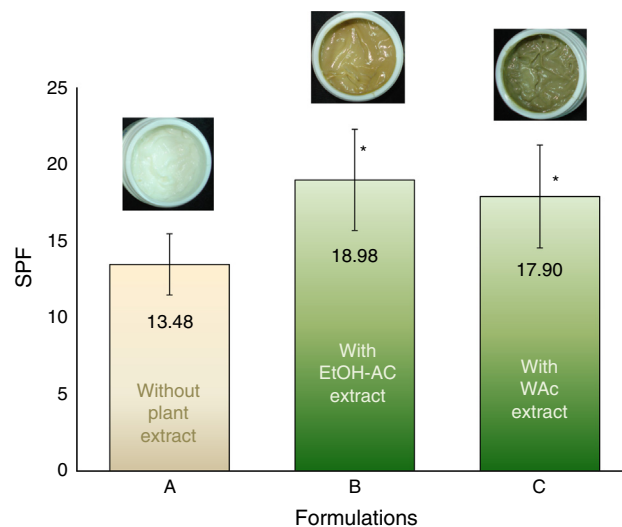 25
20
15
10
5
0
SPF
*
*
13.48
18.98
17.90
Without
plant
extract
With
EtOH-AC
extract
With
WAc
extract
A
B
C
Formulations